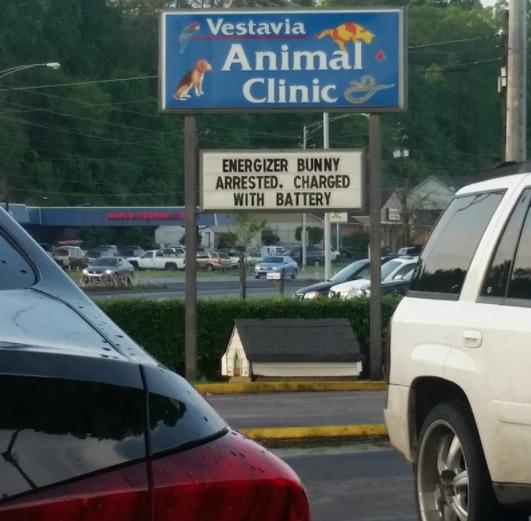 Vestavia
Animal
Clinic
ENERGIZER BUNNY
ARRESTED. CHARGED
WITH BATTERY